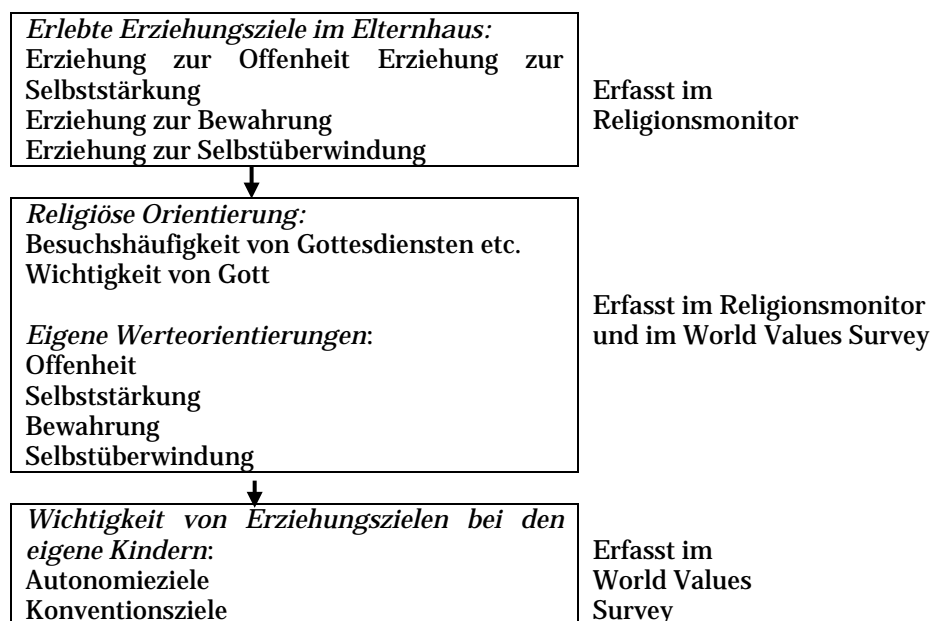 Erlebte Erziehungsziele im Elternhaus:
Erziehung zur Offenheit Erziehung zur
Selbststärkung
Erziehung zur Bewahrung
Erziehung zur Selbstüberwindung
Erfasst im
Religionsmonitor
Religiöse Orientierung:
Besuchshäufigkeit von Gottesdiensten etc.
Wichtigkeit von Gott
Eigene Werteorientierungen:
Offenheit
Selbststärkung
Bewahrung
Selbstüberwindung
Erfasst im Religionsmonitor
und im World Values Survey
Wichtigkeit von Erziehungszielen bei den
eigene Kindern:
Autonomieziele
Konventionsziele
Erfasst im
World Values
Survey